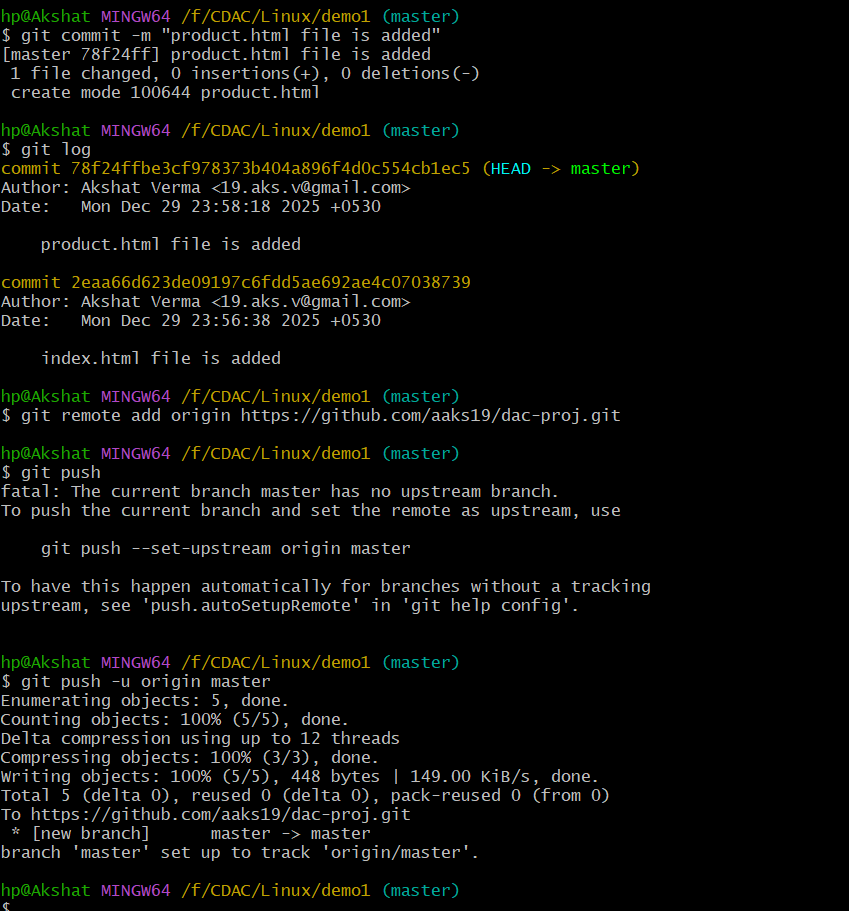 hp@Akshat MINGW64 /f/CDAC/Linux/demo1 (master)
$ git commit -m "product.html file is added"
[master 78f24ff] product.html file is added
 1 file changed, 0 insertions(+), 0 deletions(-)
 create mode 100644 product.html

hp@Akshat MINGW64 /f/CDAC/Linux/demo1 (master)
$ git log
commit 78f24ffbe3cf978373b404a896f4d0c554cb1ec5 (HEAD -> master)
Author: Akshat Verma <19.aks.v@gmail.com>
Date:   Mon Dec 29 23:58:18 2025 +0530

    product.html file is added

commit 2eaa66d623de09197c6fdd5ae692ae4c07038739
Author: Akshat Verma <19.aks.v@gmail.com>
Date:   Mon Dec 29 23:56:38 2025 +0530

    index.html file is added

hp@Akshat MINGW64 /f/CDAC/Linux/demo1 (master)
$ git remote add origin https://github.com/aaks19/dac-proj.git

hp@Akshat MINGW64 /f/CDAC/Linux/demo1 (master)
$ git push
fatal: The current branch master has no upstream branch.
To push the current branch and set the remote as upstream, use

    git push --set-upstream origin master

To have this happen automatically for branches without a tracking
upstream, see 'push.autoSetupRemote' in 'git help config'.


hp@Akshat MINGW64 /f/CDAC/Linux/demo1 (master)
$ git push -u origin master
Enumerating objects: 5, done.
Counting objects: 100% (5/5), done.
Delta compression using up to 12 threads
Compressing objects: 100% (3/3), done.
Writing objects: 100% (5/5), 448 bytes | 149.00 KiB/s, done.
Total 5 (delta 0), reused 0 (delta 0), pack-reused 0 (from 0)
To https://github.com/aaks19/dac-proj.git
 * [new branch]      master -> master
branch 'master' set up to track 'origin/master'.

hp@Akshat MINGW64 /f/CDAC/Linux/demo1 (master)
$